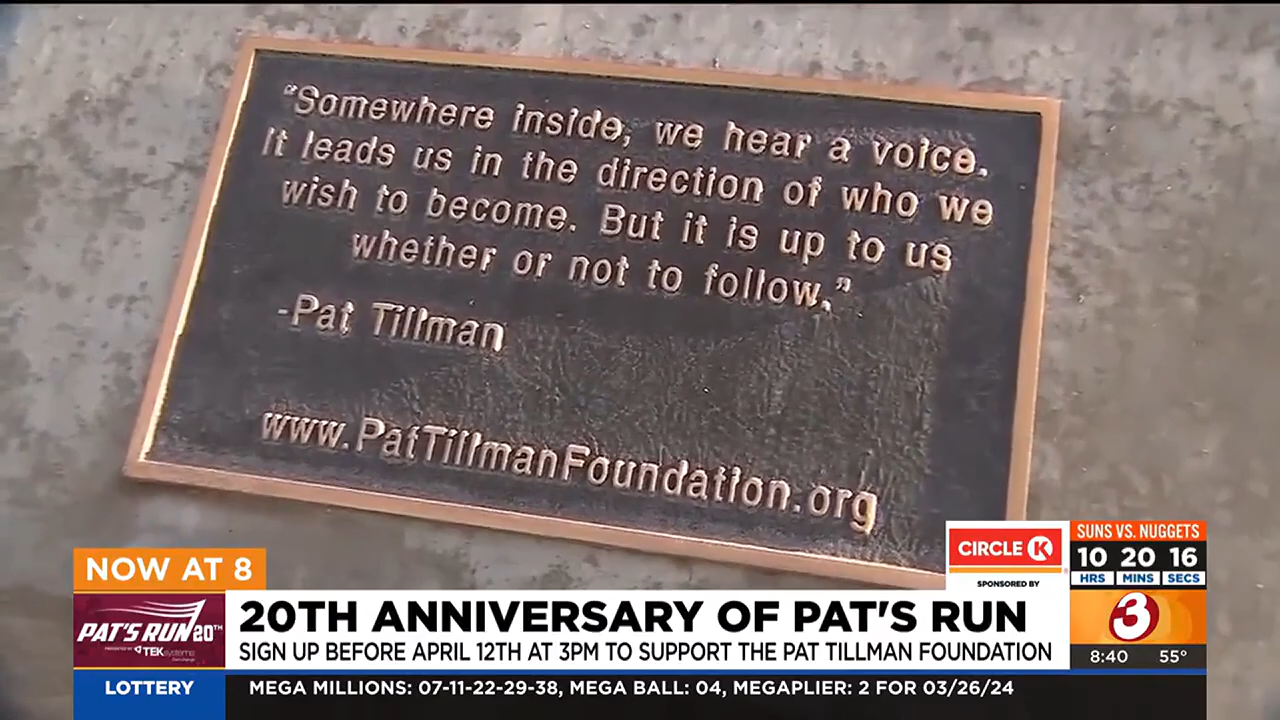 “Somewhere inside, we hear a voice.
It leads us in the direction of who we
wish to become. But it is up to us
whether or not to follow.”
-Pat Tillman
www.PatTillmanFoundation.org
CIRCLE K
SPONSORED BY
SUNS VS. NUGGETS
10 20 16
HRS MINS SECS
NOW AT 8
PAT'S RUN 20TH
PRESENTED BY TEKsystems
20TH ANNIVERSARY OF PAT'S RUN
SIGN UP BEFORE APRIL 12TH AT 3PM TO SUPPORT THE PAT TILLMAN FOUNDATION
3
8:40 55°
LOTTERY
MEGA MILLIONS: 07-11-22-29-38, MEGA BALL: 04, MEGAPLIER: 2 FOR 03/26/24